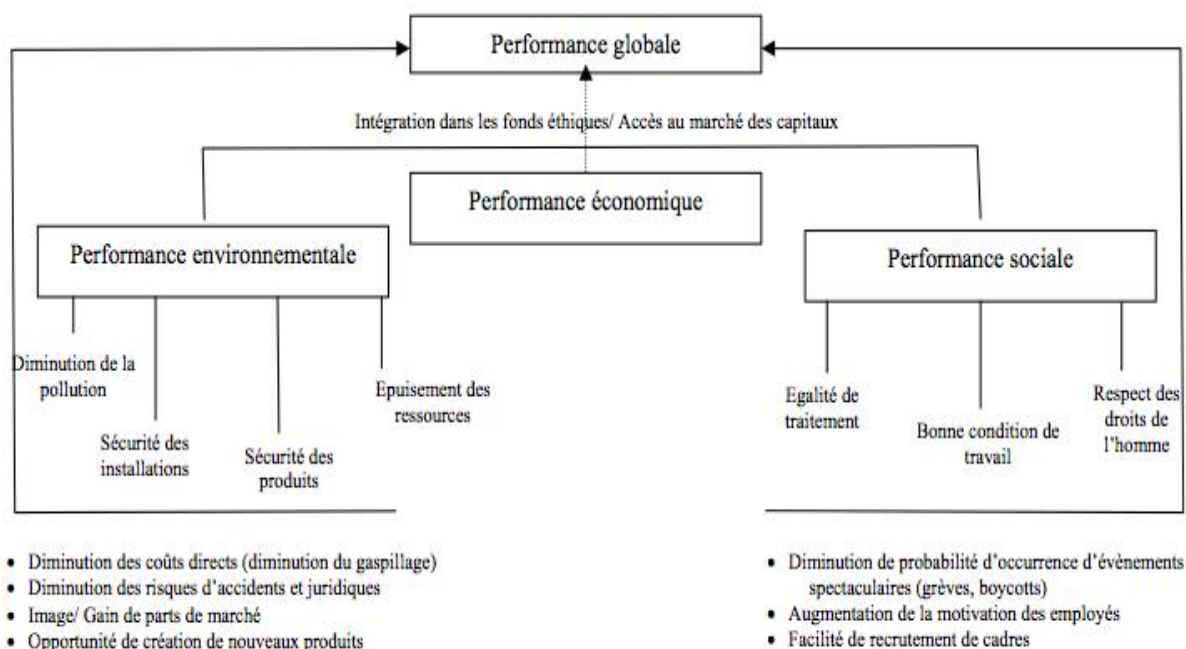 Performance globale
Intégration dans les fonds éthiques/ Accès au marché des capitaux
Performance économique
Performance environnementale
Performance sociale
Diminution de la
pollution
Sécurité des
installations
Sécurité des
produits
Epuisement des
ressources
Egalité de
traitement
Bonne condition de
travail
Respect des
droits de
l'homme
• Diminution des coûts directs (diminution du gaspillage)
• Diminution des risques d'accidents et juridiques
• Image/ Gain de parts de marché
• Opportunité de création de nouveaux produits
• Diminution de probabilité d'occurrence d'évènements
spectaculaires (grèves, boycotts)
• Augmentation de la motivation des employés
• Facilité de recrutement de cadres